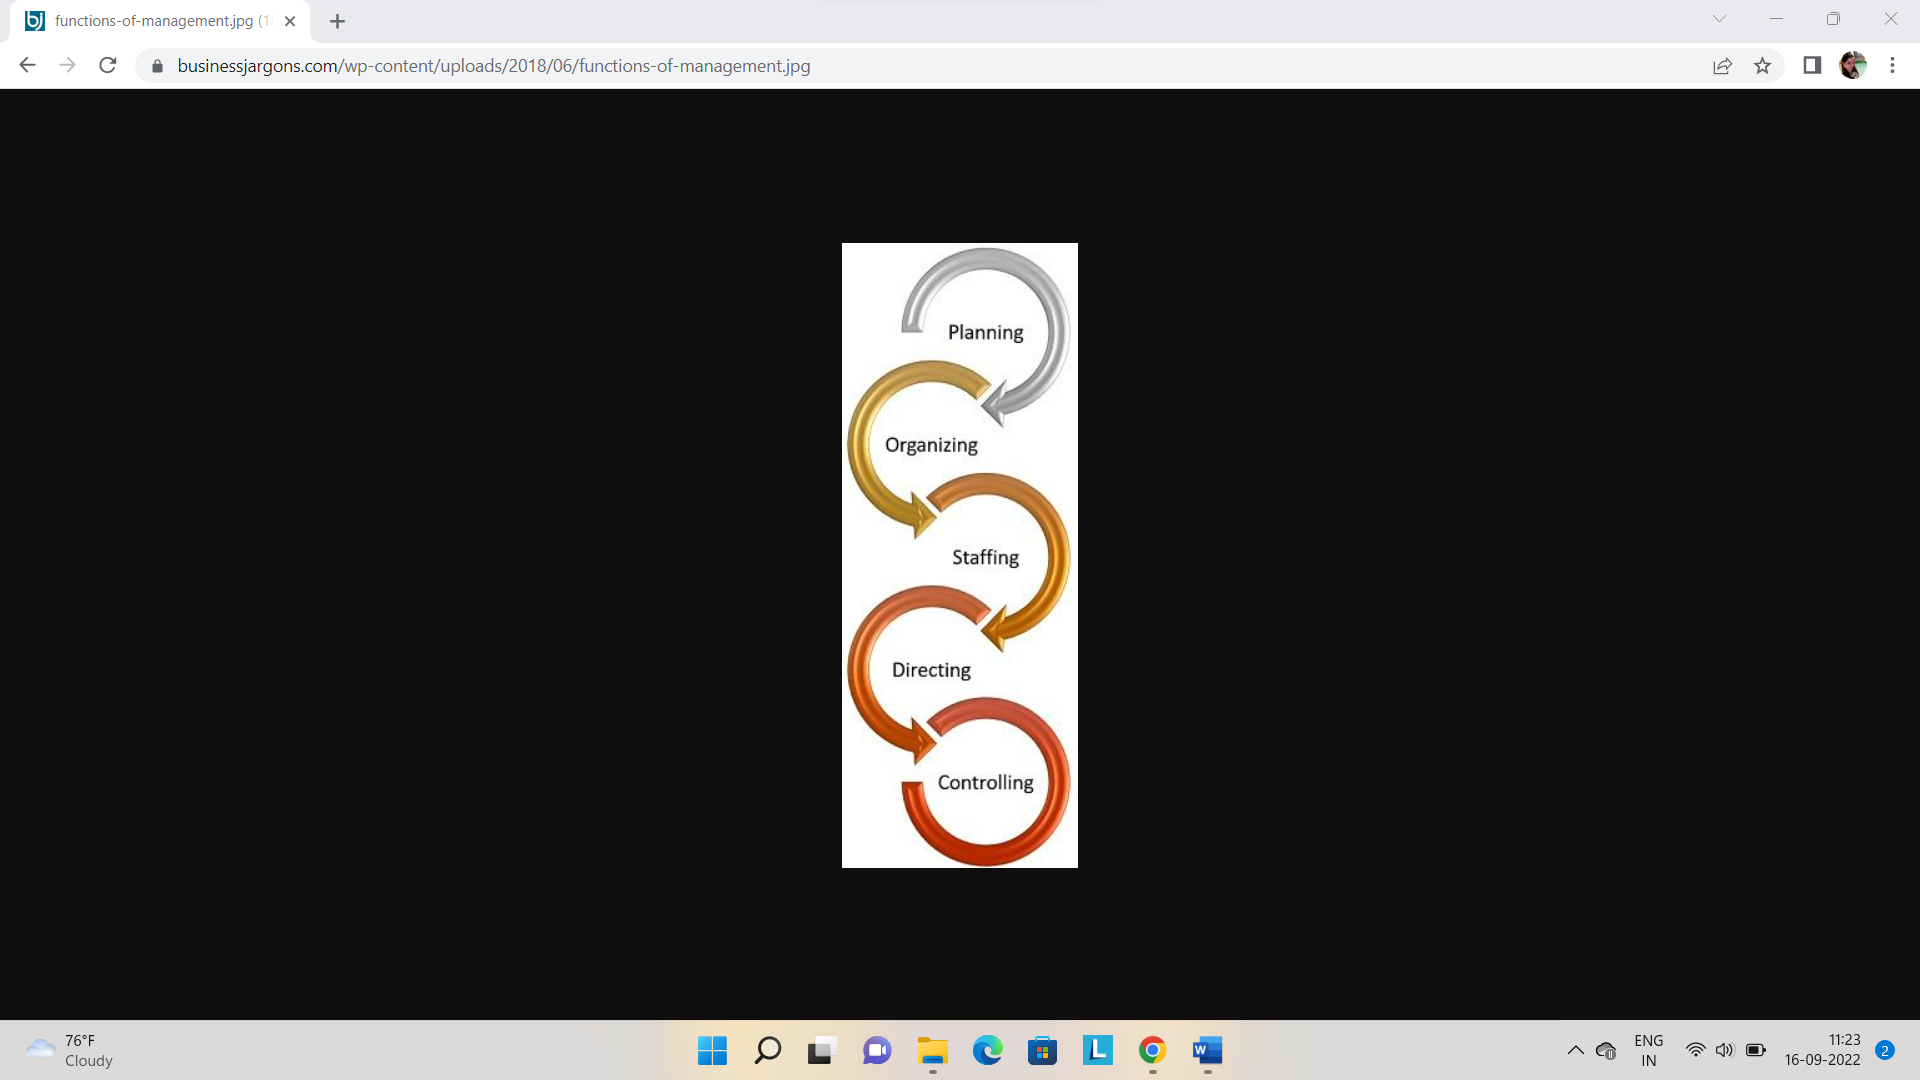 functions-of-management.jpg (1
businessjargons.com/wp-content/uploads/2018/06/functions-of-management.jpg
Planning
Organizing
Staffing
Directing
Controlling
76°F
Cloudy
ENG
IN
11:23
16-09-2022
2